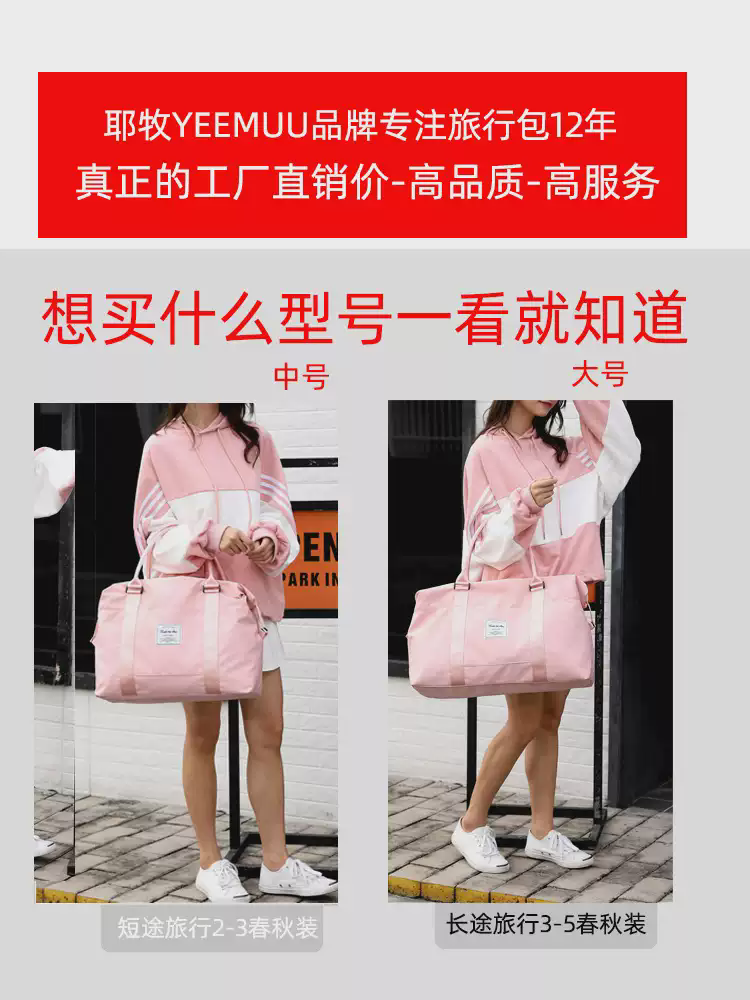 耶牧YEEMUU品牌专注旅行包12年
真正的工厂直销价-高品质-高服务
想买什么型号一看就知道
中号
大号
EN
PARK IN
短途旅行2-3春秋装
长途旅行3-5春秋装